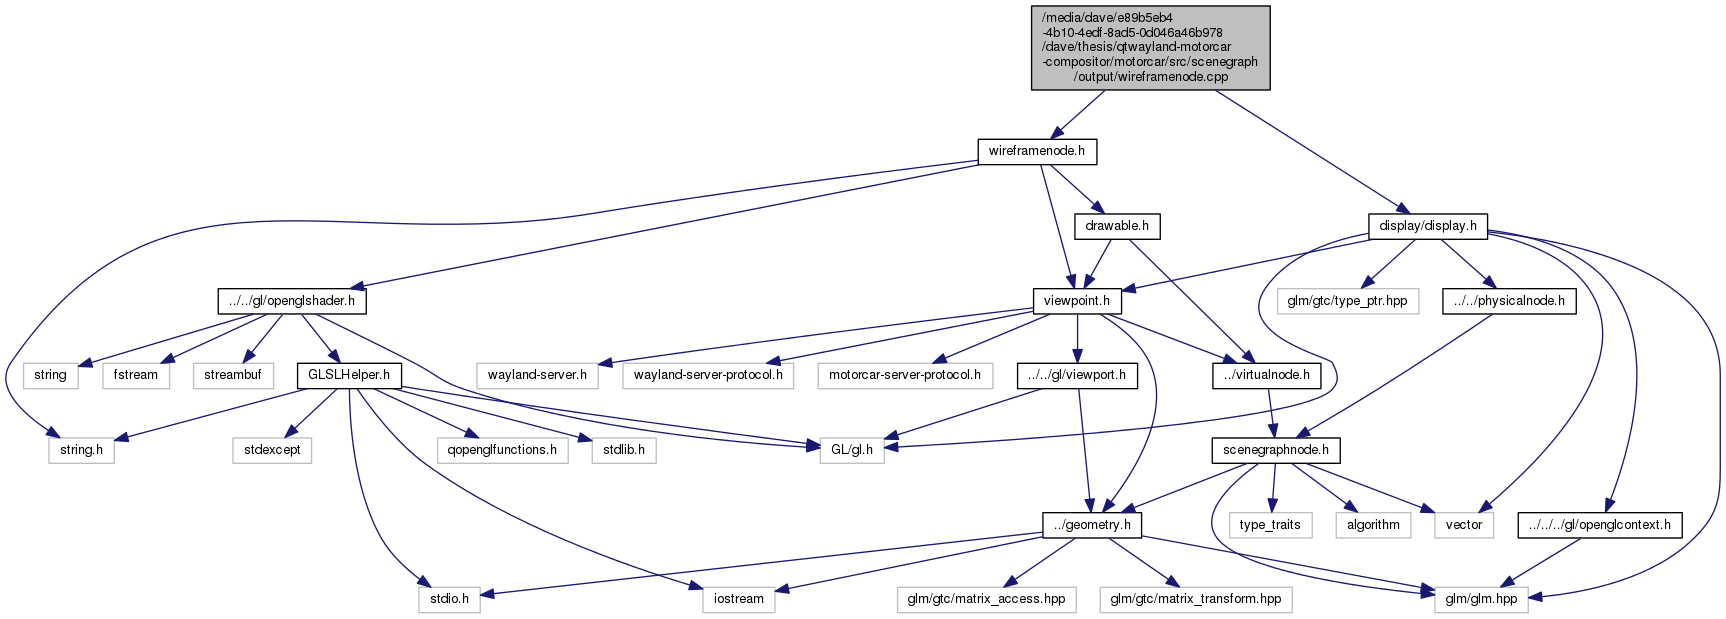 /media/dave/e89b5eb4
-4b10-4edf-8ad5-0d046a46b978
/dave/thesis/qtwayland-motorcar
-compositor/motorcar/src/scenegraph
/output/wireframenode.cpp
wireframenode.h
drawable.h
display/display.h
../../gl/openglshader.h
viewpoint.h
glm/gtc/type_ptr.hpp
../../physicalnode.h
string
fstream
streambuf
GLSLHelper.h
wayland-server.h
wayland-server-protocol.h
motorcar-server-protocol.h
../../gl/viewport.h
../virtualnode.h
string.h
stdexcept
qopenglfunctions.h
stdlib.h
GL/gl.h
scenegraphnode.h
../geometry.h
type_traits
algorithm
vector
../../../gl/openglcontext.h
stdio.h
iostream
glm/gtc/matrix_access.hpp
glm/gtc/matrix_transform.hpp
glm/glm.hpp